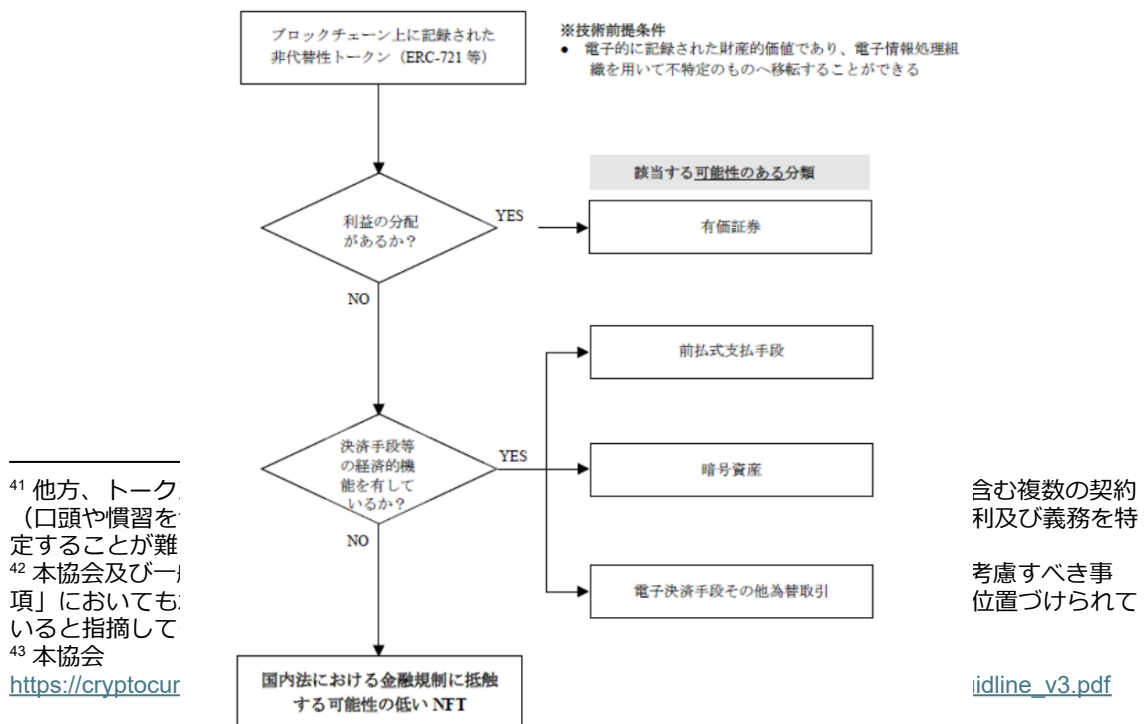 ブロックチェーン上に記録された
非代替性トークン（ERC-721 等）
※技術前提条件
● 電子的に記録された財産的価値であり、電子情報処理組
織を用いて不特定のものへ移転することができる
該当する可能性のある分類
利益の分配
があるか？
YES
有価証券
NO
前払式支払手段
決済手段等
の経済的機
能を有して
いるか？
YES
暗号資産
NO
電子決済手段その他為替取引
国内法における金融規制に抵触
する可能性の低い NFT
41 他方、トーク 含む複数の契約
（口頭や慣習を 利及び義務を特
定することが難
42 本協会及び一 考慮すべき事
項」においても 位置づけられて
いると指摘して
43 本協会
https://cryptocur idline_v3.pdf